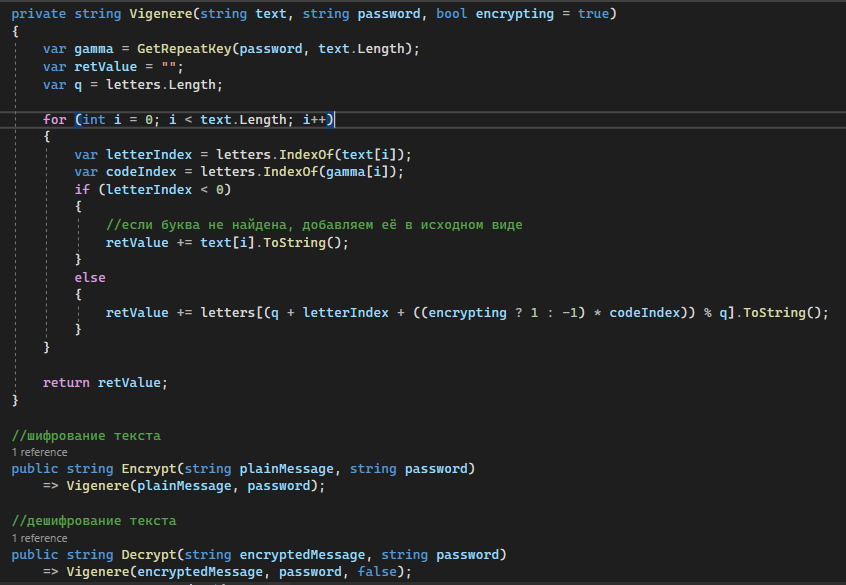 private string Vigenere(string text, string password, bool encrypting = true)
{
var gamma = GetRepeatKey(password, text.Length);
var retValue = "";
var q = letters.Length;
for (int i = 0; i < text.Length; i++)
{
var letterIndex = letters.IndexOf(text[i]);
var codeIndex = letters.IndexOf(gamma[i]);
if (letterIndex < 0)
{
//если буква не найдена, добавляем её в исходном виде
retValue += text[i].ToString();
}
else
{
retValue += letters[(q + letterIndex + ((encrypting ? 1 : -1) * codeIndex)) % q].ToString();
}
}
return retValue;
}
//шифрование текста
1 reference
public string Encrypt(string plainMessage, string password)
=> Vigenere(plainMessage, password);
//дешифрование текста
1 reference
public string Decrypt(string encryptedMessage, string password)
=> Vigenere(encryptedMessage, password, false);